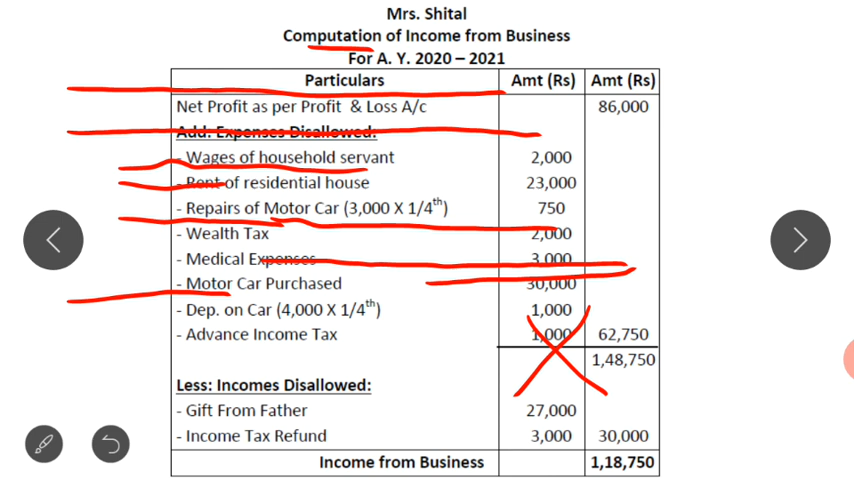 Mrs. Shital
Computation of Income from Business
For A. Y. 2020 – 2021
Particulars Amt (Rs) Amt (Rs)
Net Profit as per Profit & Loss A/c 86,000
Add: Expenses Disallowed:
- Wages of household servant 2,000
- Rent of residential house 23,000
- Repairs of Motor Car (3,000 X 1/4th) 750
- Wealth Tax 2,000
- Medical Expenses 3,000
- Motor Car Purchased 30,000
- Dep. on Car (4,000 X 1/4th) 1,000
- Advance Income Tax 1,000 62,750
1,48,750
Less: Incomes Disallowed:
- Gift From Father 27,000
- Income Tax Refund 3,000 30,000
Income from Business 1,18,750